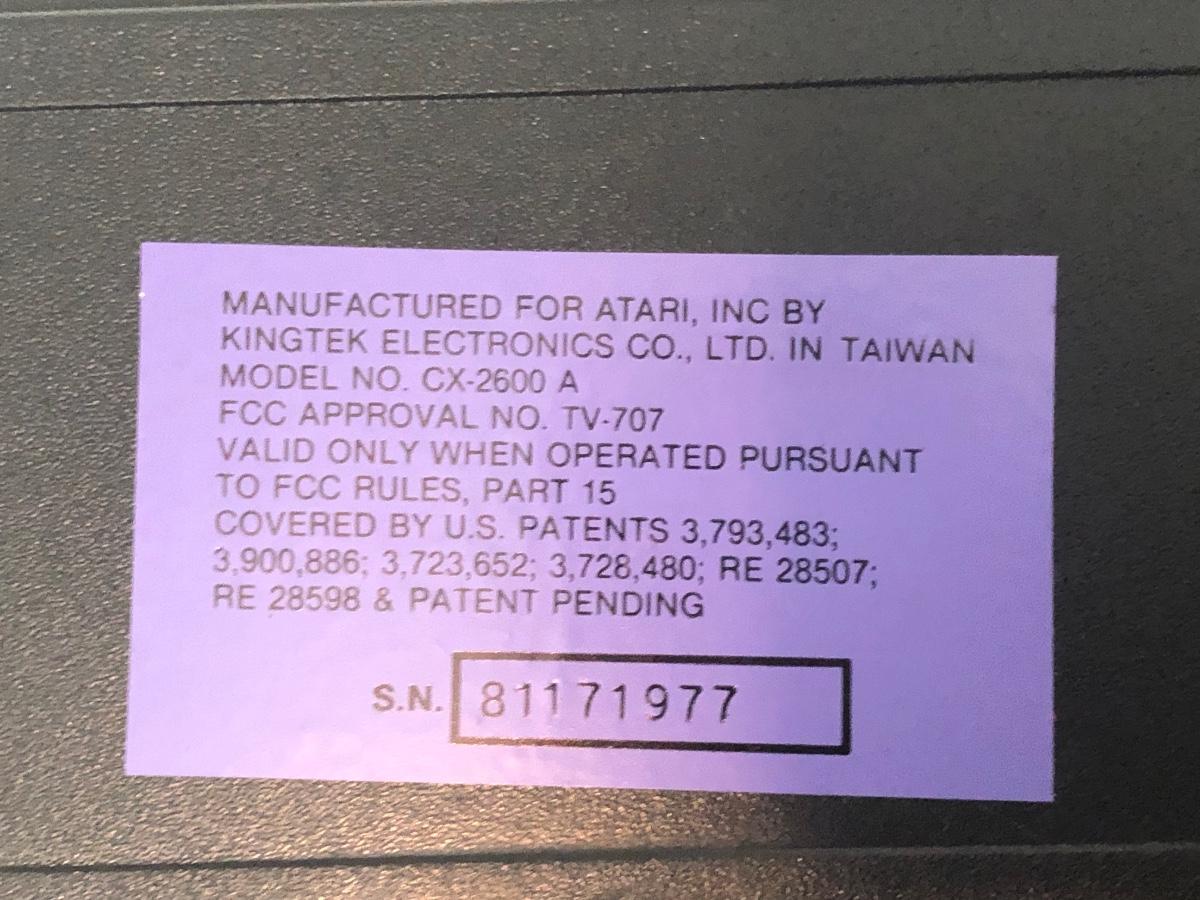 MANUFACTURED FOR ATARI, INC BY
KINGTEK ELECTRONICS CO., LTD. IN TAIWAN
MODEL NO. CX-2600 A
FCC APPROVAL NO. TV-707
VALID ONLY WHEN OPERATED PURSUANT
TO FCC RULES, PART 15
COVERED BY U.S. PATENTS 3,793,483;
3,900,886; 3,723,652; 3,728,480; RE 28507;
RE 28598 & PATENT PENDING
S.N. 81171977